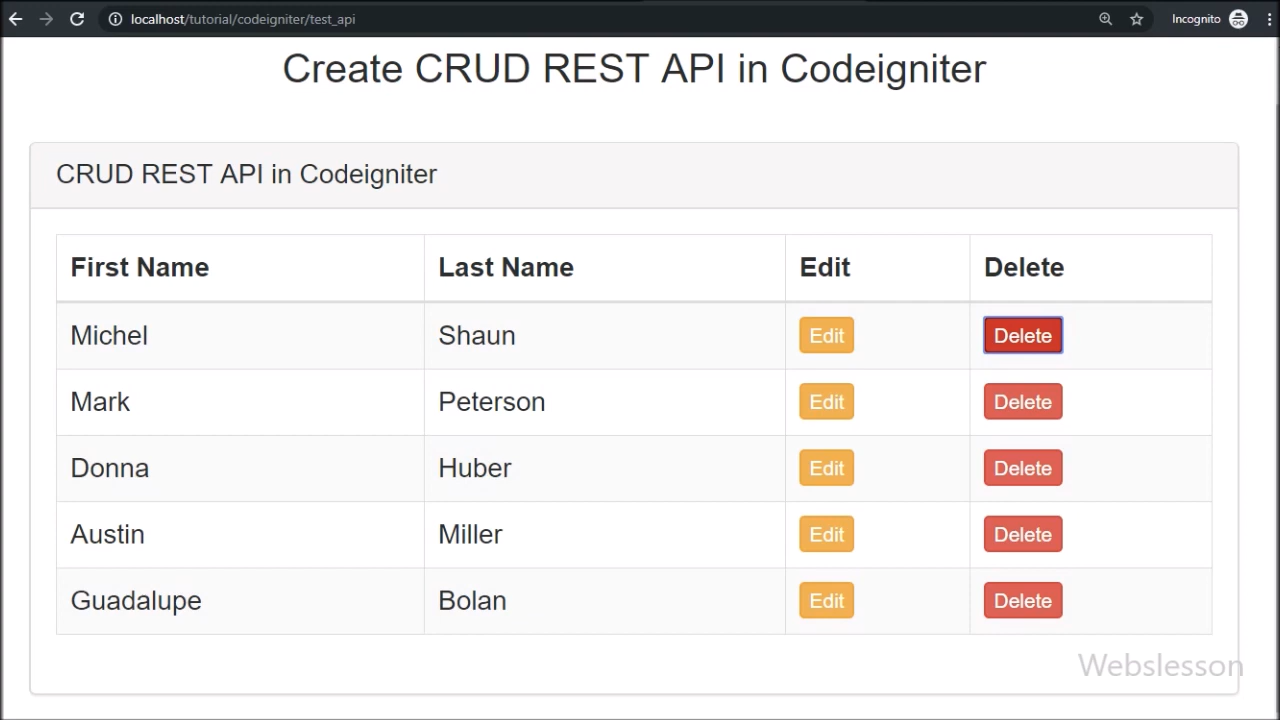 localhost/tutorial/codeigniter/test_api Incognito
Create CRUD REST API in Codeigniter
CRUD REST API in Codeigniter
First Name Last Name Edit Delete
Michel Shaun Edit Delete
Mark Peterson Edit Delete
Donna Huber Edit Delete
Austin Miller Edit Delete
Guadalupe Bolan Edit Delete
Webslesson